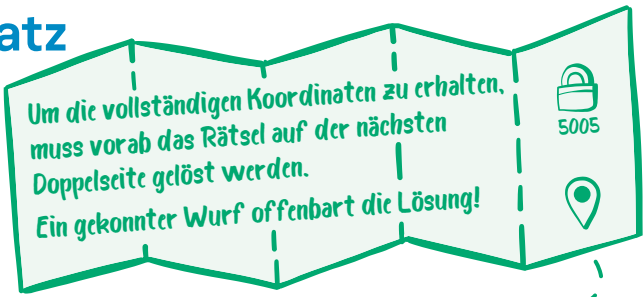 atz
Um die vollständigen Koordinaten zu erhalten,
muss vorab das Rätsel auf der nächsten
Doppelseite gelöst werden.
Ein gekonnter Wurf offenbart die Lösung!
5005